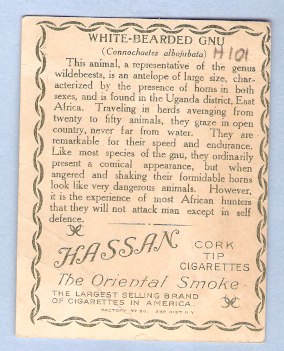 WHITE-BEARDED GNU
(Connochaetes albojubata)
H101
This animal, a representative of the genus
wildebeests, is an antelope of large size, char-
acterized by the presence of horns in both
sexes, and is found in the Uganda district, East
Africa. Traveling in herds averaging from
twenty to fifty animals, they graze in open
country, never far from water. They are
remarkable for their speed and endurance.
Like most species of the gnu, they ordinarily
present a comical appearance, but when
angered and shaking their formidable horns
look like very dangerous animals. However,
it is the experience of most African hunters
that they will not attack man except in self
defence.
HASSAN
CORK
TIP
CIGARETTES
The Oriental Smoke
THE LARGEST SELLING BRAND
OF CIGARETTES IN AMERICA.
FACTORY No 30. DIST N.Y